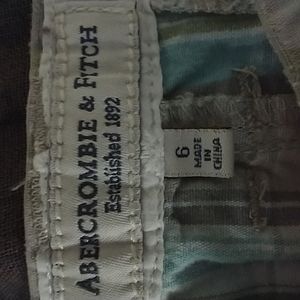 ABERCROMBIE & FITCH
Established 1892
6
MADE
IN
CHINA